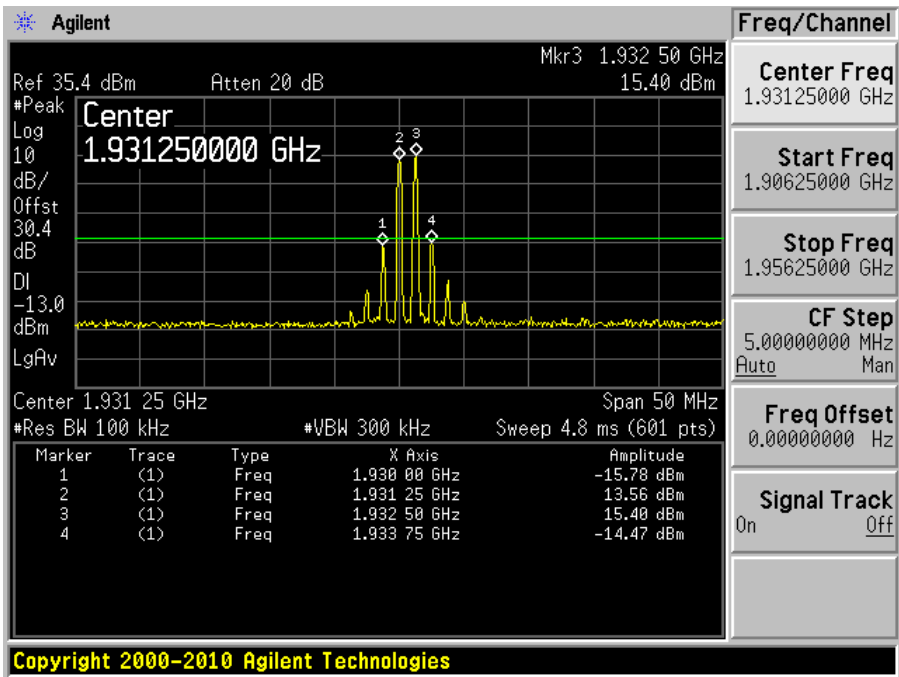 Agilent
Freq/Channel
Mkr3 1.932 50 GHz
Ref 35.4 dBm Atten 20 dB 15.40 dBm
#Peak
Log
10
dB/
Offst
30.4
dB
DI
-13.0
dBm
LgAv
Center
1.931250000 GHz
1
2
3
4
Center 1.931 25 GHz Span 50 MHz
#Res BW 100 kHz #VBW 300 kHz Sweep 4.8 ms (601 pts)
Marker Trace Type X Axis Amplitude
1 (1) Freq 1.930 00 GHz -15.78 dBm
2 (1) Freq 1.931 25 GHz 13.56 dBm
3 (1) Freq 1.932 50 GHz 15.40 dBm
4 (1) Freq 1.933 75 GHz -14.47 dBm
Center Freq
1.93125000 GHz
Start Freq
1.90625000 GHz
Stop Freq
1.95625000 GHz
CF Step
5.00000000 MHz
Auto Man
Freq Offset
0.00000000 Hz
Signal Track
On Off
Copyright 2000-2010 Agilent Technologies